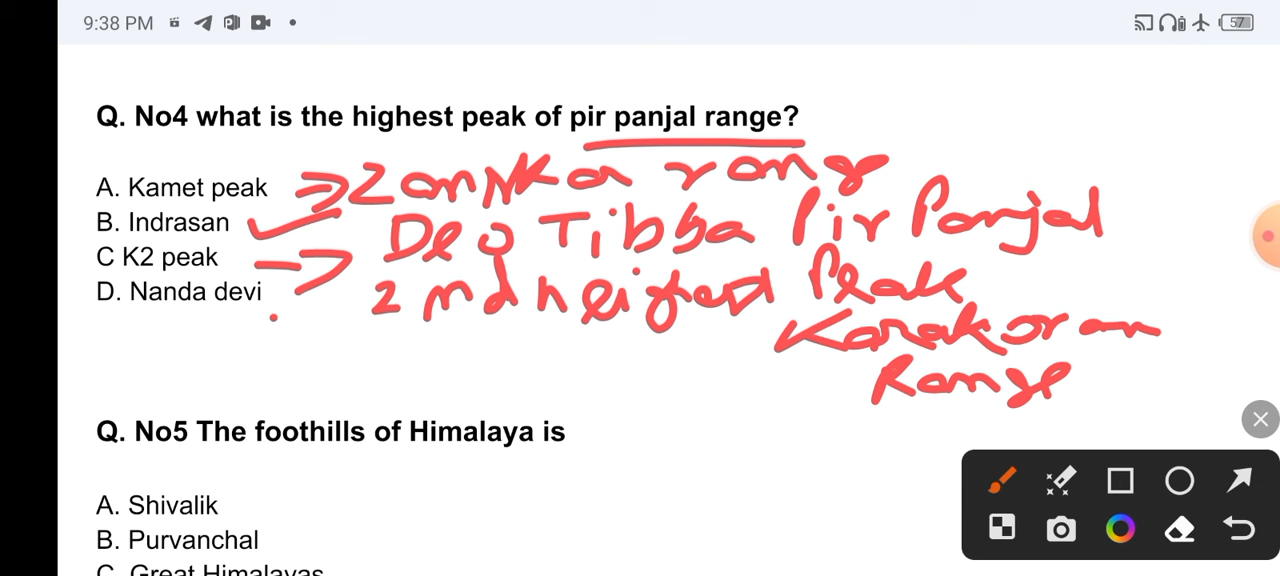 9:38 PM
57
Q. No4 what is the highest peak of pir panjal range?
A. Kamet peak ⇒ Zanskar range
B. Indrasan ✓ Deo Tibba Pir Panjal
C K2 peak ⇒ 2nd heighest Peak
D. Nanda devi
Karakoram
Range
Q. No5 The foothills of Himalaya is
A. Shivalik
B. Purvanchal
C. Great Himalayas